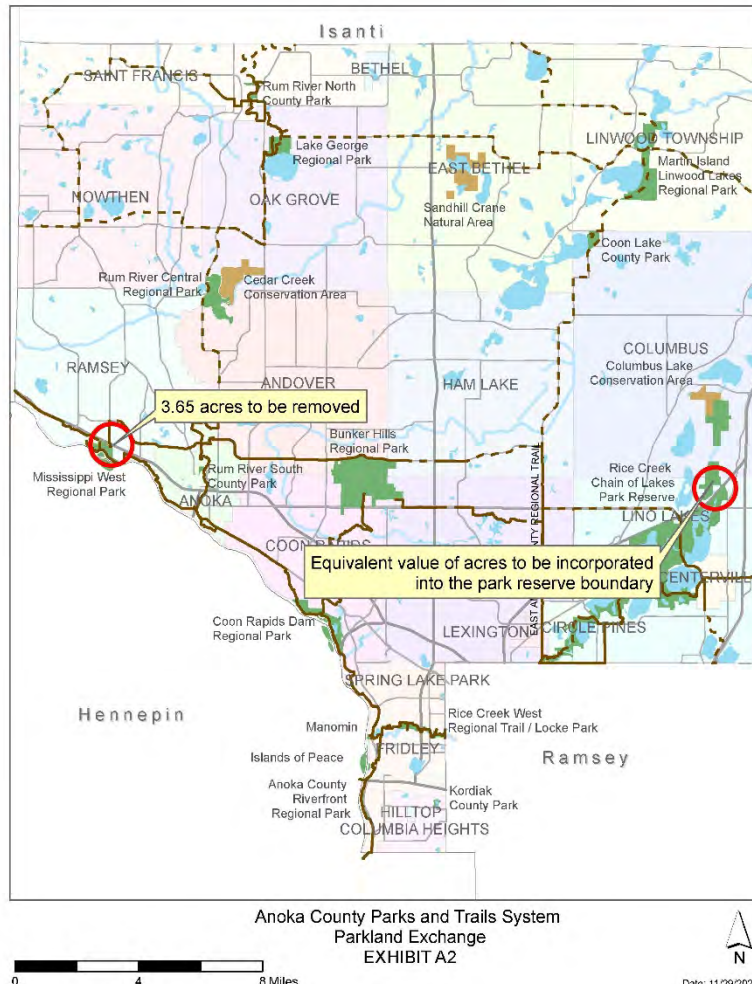 Isanti
SAINT FRANCIS
BETHEL
Rum River North
County Park
LINWOOD TOWNSHIP
Lake George
Regional Park
EAST BETHEL
Martin Island
Linwood Lakes
Regional Park
NOWTHEN
OAK GROVE
Sandhill Crane
Natural Area
Coon Lake
County Park
Rum River Central
Regional Park
Cedar Creek
Conservation Area
COLUMBUS
RAMSEY
Columbus Lake
Conservation Area
ANDOVER
HAM LAKE
3.65 acres to be removed
Bunker Hills
Regional Park
Mississippi West
Regional Park
Rum River South
County Park
Rice Creek
Chain of Lakes
Park Reserve
ANOKA
LINO LAKES
COON RAPIDS
Equivalent value of acres to be incorporated
into the park reserve boundary
COUNTY REGIONAL TRAIL
EAST
Coon Rapids Dam
Regional Park
LEXINGTON
CIRCLE PINES
SPRING LAKE PARK
Hennepin
Manomin
Rice Creek West
Regional Trail / Locke Park
Islands of Peace
FRIDLEY
Ramsey
Anoka County
Riverfront
Regional Park
Kordiak
County Park
HILLTOP
COLUMBIA HEIGHTS
Anoka County Parks and Trails System
Parkland Exchange
EXHIBIT A2
N
0 4 8 Miles